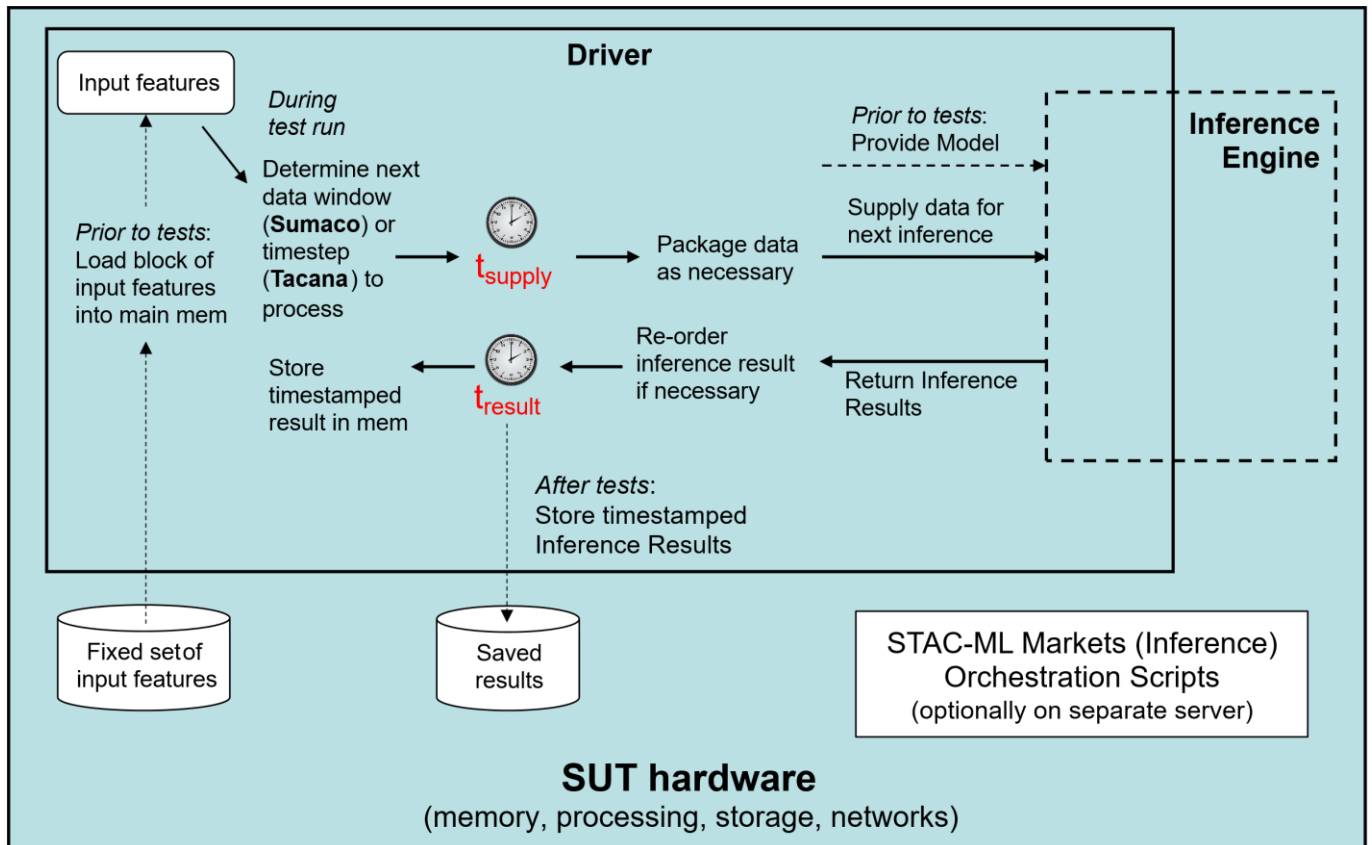 Driver
Input features
During
test run
Determine next
data window
(Sumaco) or
timestep
(Tacana) to
process
Prior to tests:
Load block of
input features
into main mem
tsupply
Package data
as necessary
Prior to tests:
Provide Model
Supply data for
next inference
Inference
Engine
Return Inference
Results
Re-order
inference result
if necessary
tresult
Store
timestamped
result in mem
After tests:
Store timestamped
Inference Results
Fixed set of
input features
Saved
results
STAC-ML Markets (Inference)
Orchestration Scripts
(optionally on separate server)
SUT hardware
(memory, processing, storage, networks)